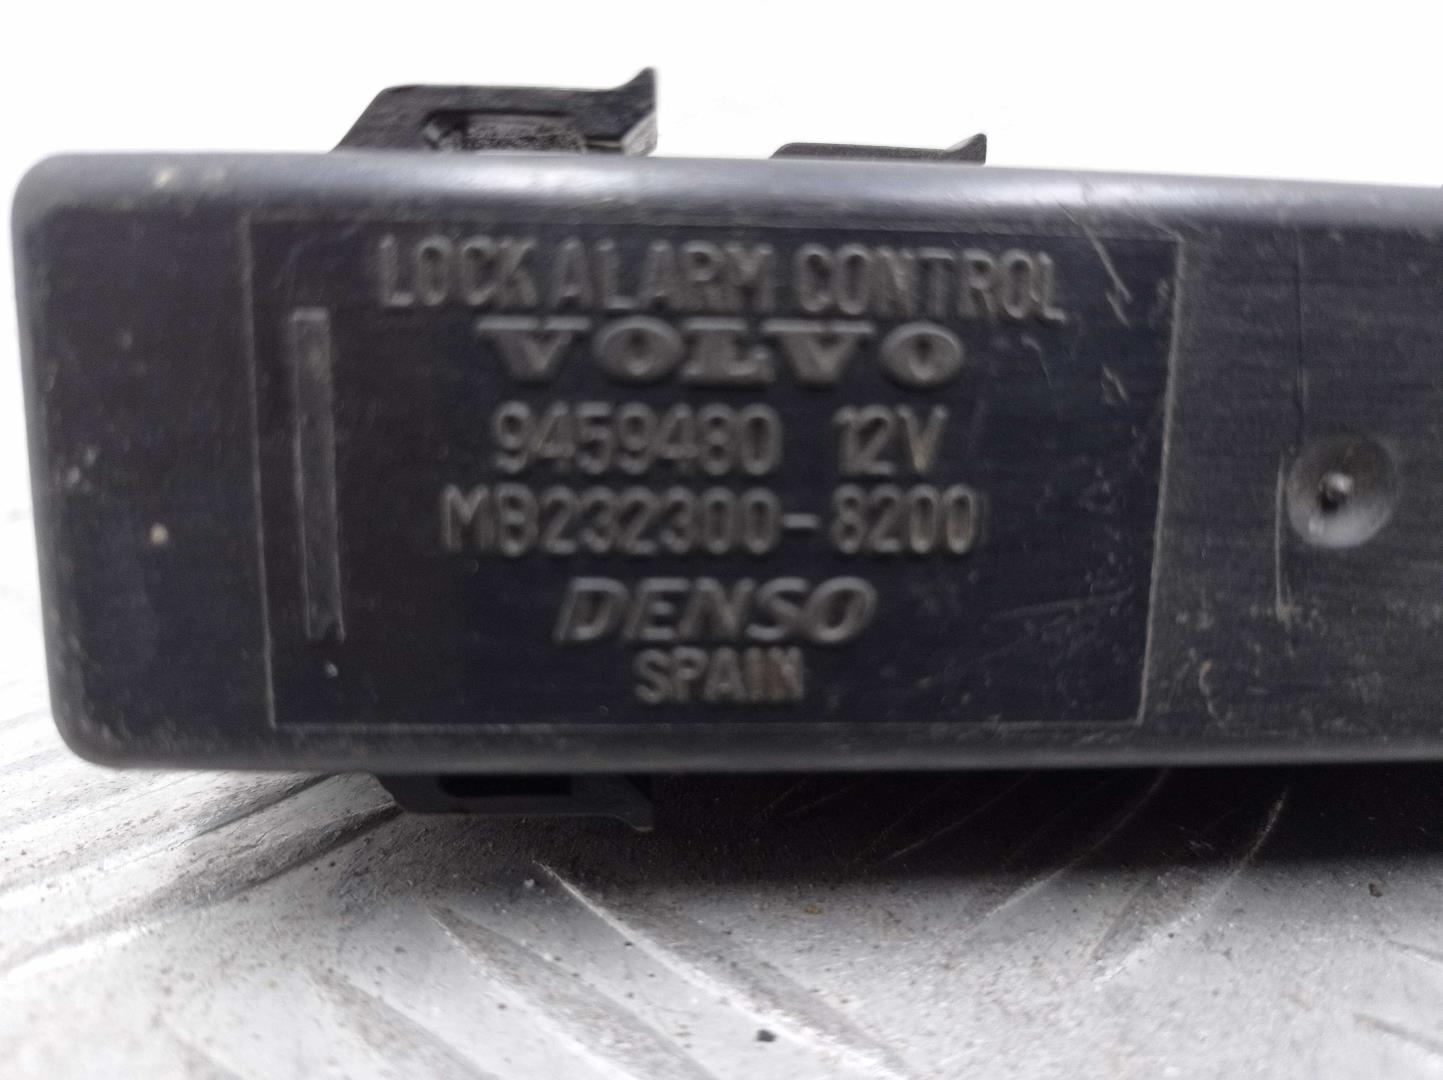 LOCK ALARM CONTROL
VOLVO
9459480 12V
MB232300-8200
DENSO
SPAIN